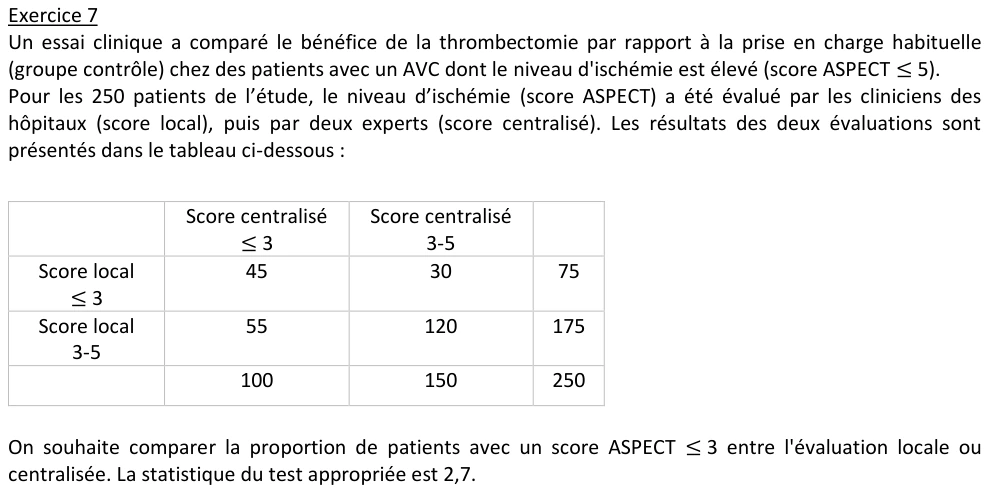 Exercice 7
Un essai clinique a comparé le bénéfice de la thrombectomie par rapport à la prise en charge habituelle
(groupe contrôle) chez des patients avec un AVC dont le niveau d'ischémie est élevé (score ASPECT ≤ 5).
Pour les 250 patients de l’étude, le niveau d’ischémie (score ASPECT) a été évalué par les cliniciens des
hôpitaux (score local), puis par deux experts (score centralisé). Les résultats des deux évaluations sont
présentés dans le tableau ci-dessous :
Score centralisé Score centralisé
≤ 3 3-5
Score local 45 30 75
≤ 3
Score local 55 120 175
3-5
100 150 250
On souhaite comparer la proportion de patients avec un score ASPECT ≤ 3 entre l'évaluation locale ou
centralisée. La statistique du test appropriée est 2,7.